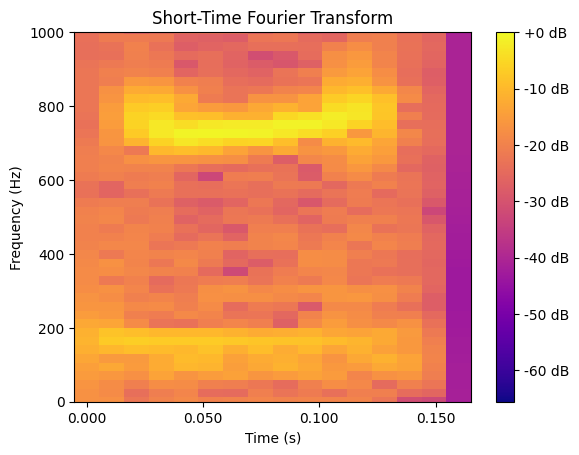 Short-Time Fourier Transform
1000
800
600
400
200
0
Frequency (Hz)
0.000
0.050
0.100
0.150
Time (s)
+0 dB
-10 dB
-20 dB
-30 dB
-40 dB
-50 dB
-60 dB